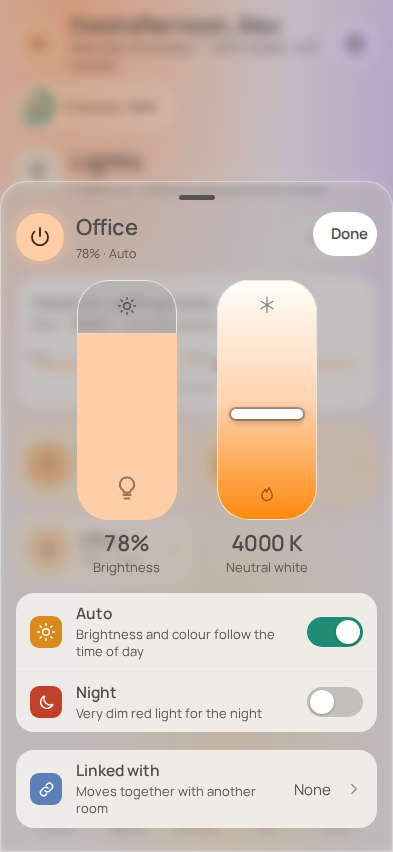 Lights
Office
Done
78% · Auto
78%
4000 K
Brightness
Neutral white
Auto
Brightness and colour follow the
time of day
Night
Very dim red light for the night
Linked with
Moves together with another
room
None